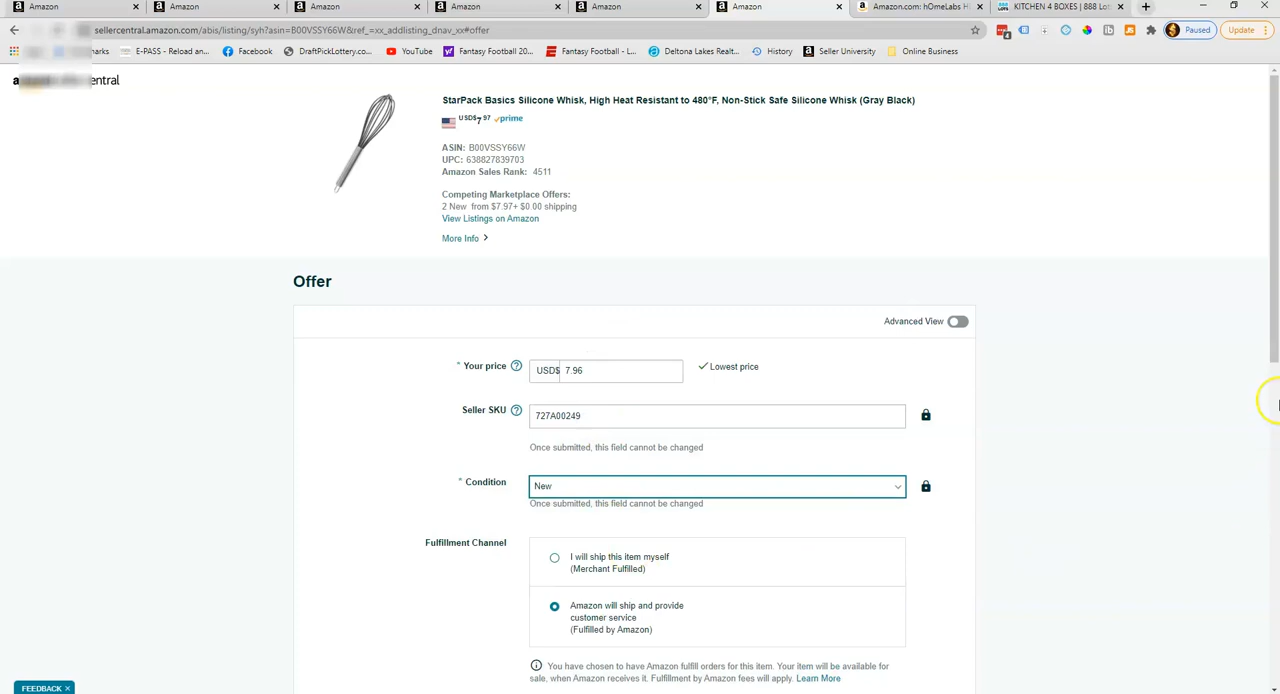 Amazon × Amazon × Amazon × Amazon × Amazon × Amazon × Amazon.com: hOmeLabs H × KITCHEN 4 BOXES | 888 Lot × +
sellercentral.amazon.com/abis/listing/syh?asin=B00VSSY66W&ref_=xx_addlisting_dnav_xx#offer Paused Update
E-PASS - Reload an... Facebook DraftPickLottery.co... YouTube Fantasy Football 20... Fantasy Football – L... Deltona Lakes Realt... History Seller University Online Business
StarPack Basics Silicone Whisk, High Heat Resistant to 480°F, Non-Stick Safe Silicone Whisk (Gray Black)
USD$7.97 prime
ASIN: B00VSSY66W
UPC: 638827839703
Amazon Sales Rank: 4511
Competing Marketplace Offers:
2 New from $7.97+ $0.00 shipping
View Listings on Amazon
More Info
Offer
Advanced View
* Your price ? USD$ 7.96 Lowest price
Seller SKU ? 727A00249
Once submitted, this field cannot be changed
* Condition New
Once submitted, this field cannot be changed
Fulfillment Channel I will ship this item myself
(Merchant Fulfilled)
Amazon will ship and provide
customer service
(Fulfilled by Amazon)
You have chosen to have Amazon fulfill orders for this item. Your item will be available for
sale, when Amazon receives it. Fulfillment by Amazon fees will apply. Learn More
FEEDBACK ×